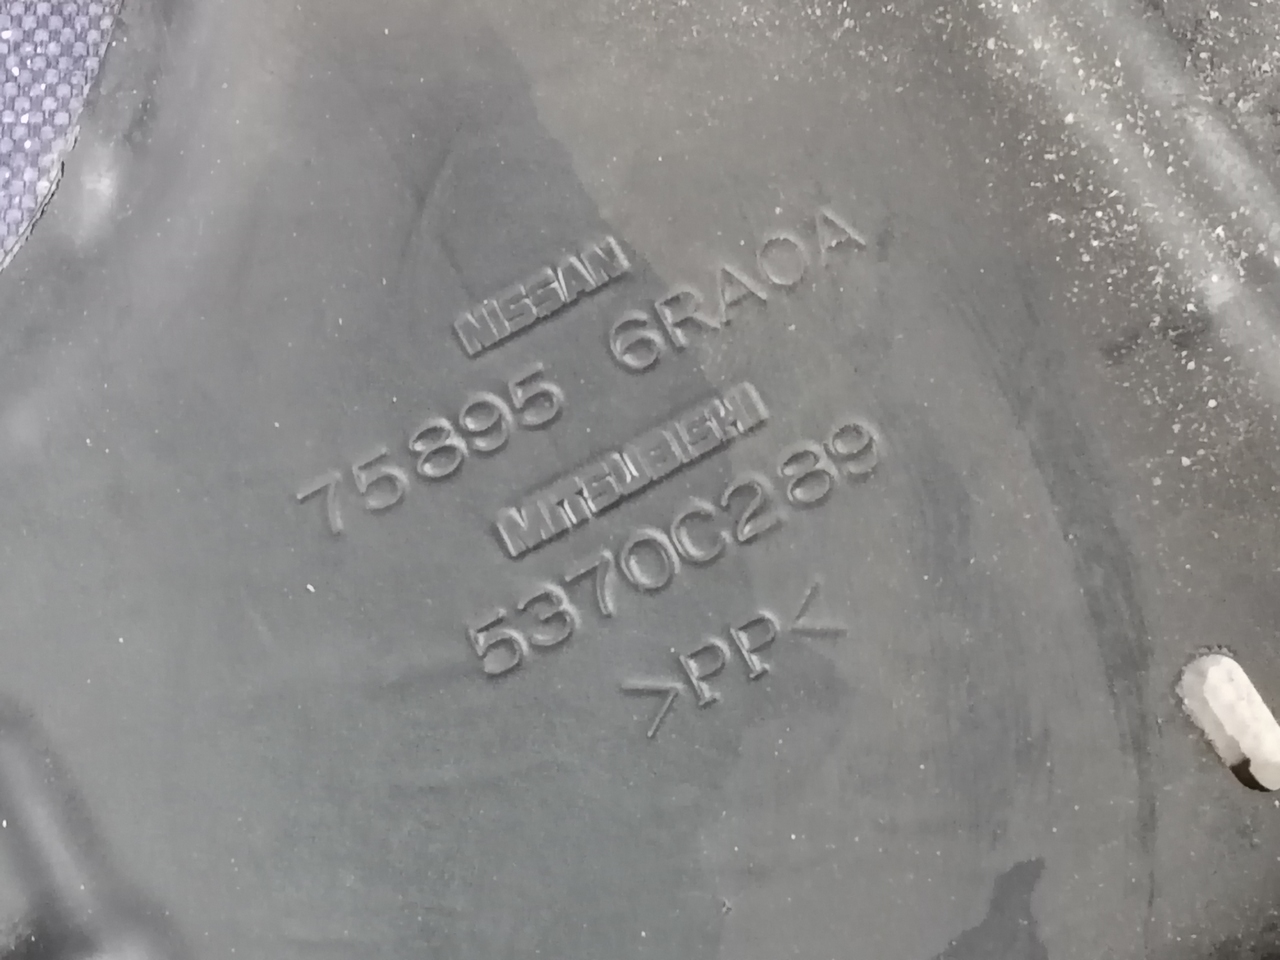 NISSAN
75895 6RA0A
MITSUBISHI
5370C289
>PP<